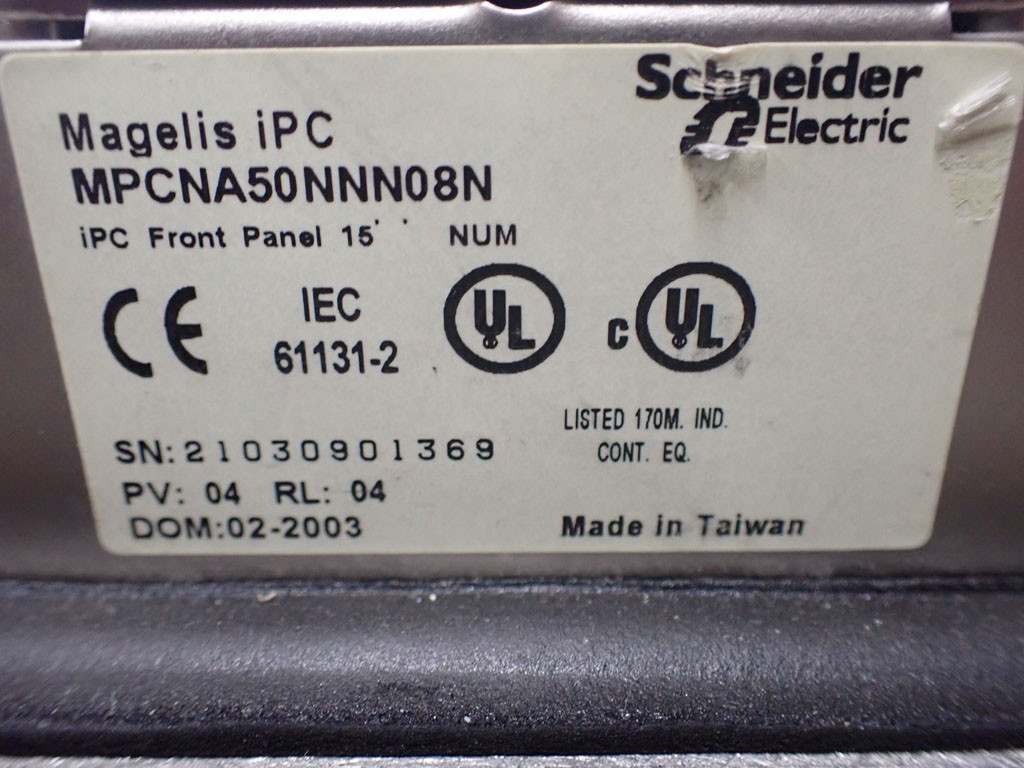 Schneider
Electric
Magelis iPC
MPCNA50NNN08N
iPC Front Panel 15'' NUM
CE
IEC
61131-2
UL
c UL
LISTED 170M. IND.
CONT. EQ.
SN:21030901369
PV: 04 RL: 04
DOM:02-2003
Made in Taiwan